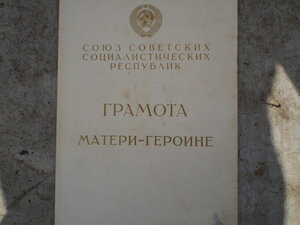 СОЮЗ СОВЕТСКИХ
СОЦИАЛИСТИЧЕСКИХ
РЕСПУБЛИК
ГРАМОТА
МАТЕРИ-ГЕРОИНЕ